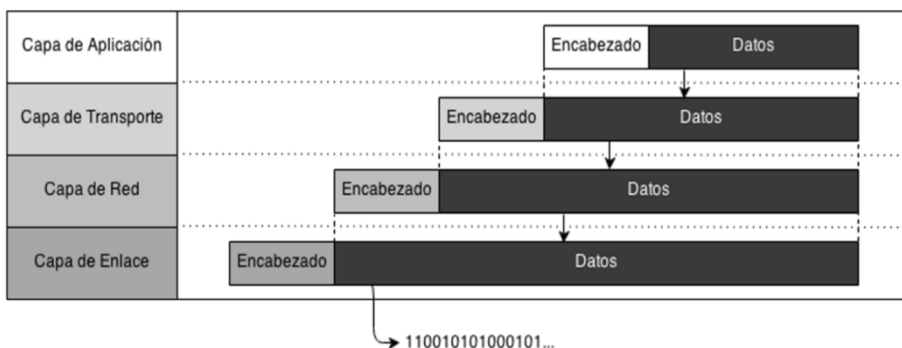 Capa de Aplicación
Encabezado
Datos
Capa de Transporte
Encabezado
Datos
Capa de Red
Encabezado
Datos
Capa de Enlace
Encabezado
Datos
110010101000101...